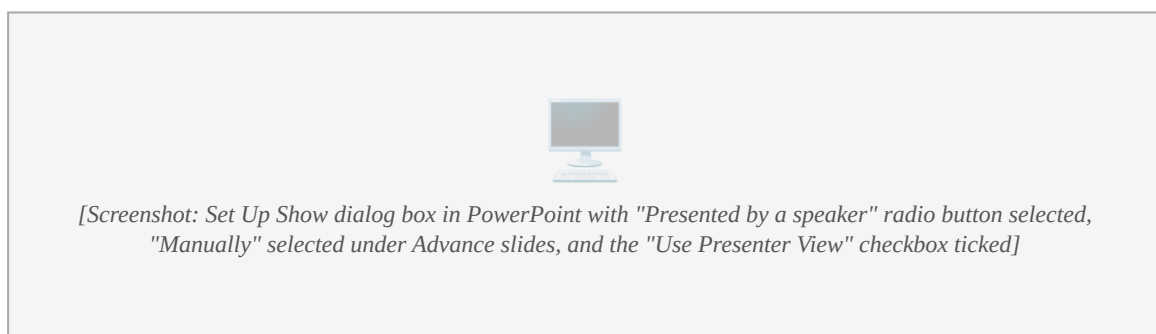 [Screenshot: Set Up Show dialog box in PowerPoint with "Presented by a speaker" radio button selected,
"Manually" selected under Advance slides, and the "Use Presenter View" checkbox ticked]